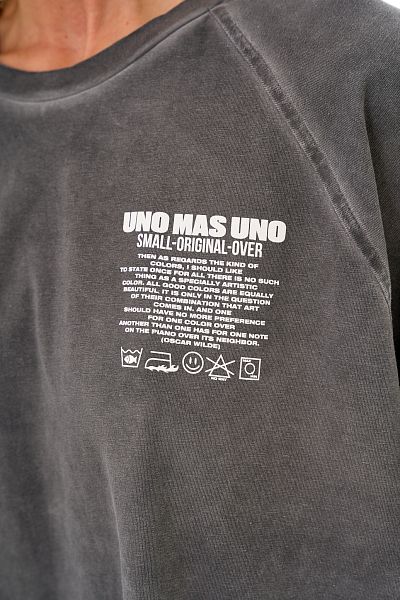 UNO MAS UNO
SMALL-ORIGINAL-OVER
THEN AS REGARDS THE KIND OF
COLORS, I SHOULD LIKE
TO STATE ONCE FOR ALL THERE IS NO SUCH
THING AS A SPECIALLY ARTISTIC
COLOR. ALL GOOD COLORS ARE EQUALLY
BEAUTIFUL. IT IS ONLY IN THE QUESTION
OF THEIR COMBINATION THAT ART
COMES IN. AND ONE
SHOULD HAVE NO MORE PREFERENCE
FOR ONE COLOR OVER
ANOTHER THAN ONE HAS FOR ONE NOTE
ON THE PIANO OVER ITS NEIGHBOR.
(OSCAR WILDE)
NO WAY